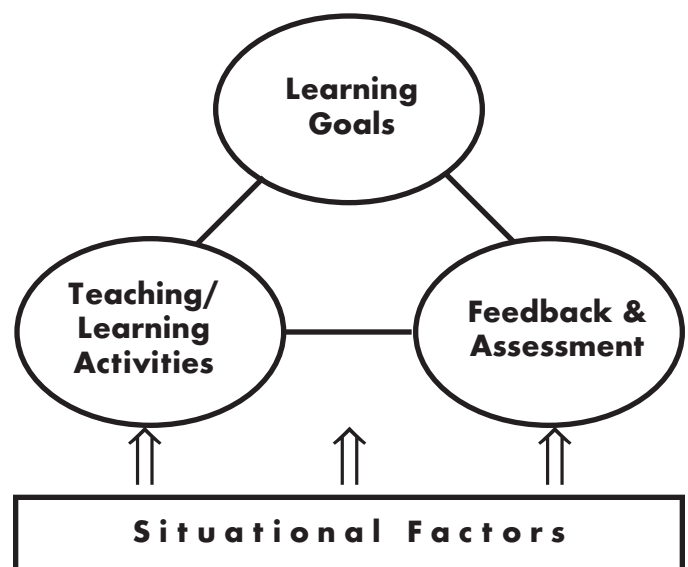 Learning
Goals
Teaching/
Learning
Activities
Feedback &
Assessment
Situational Factors